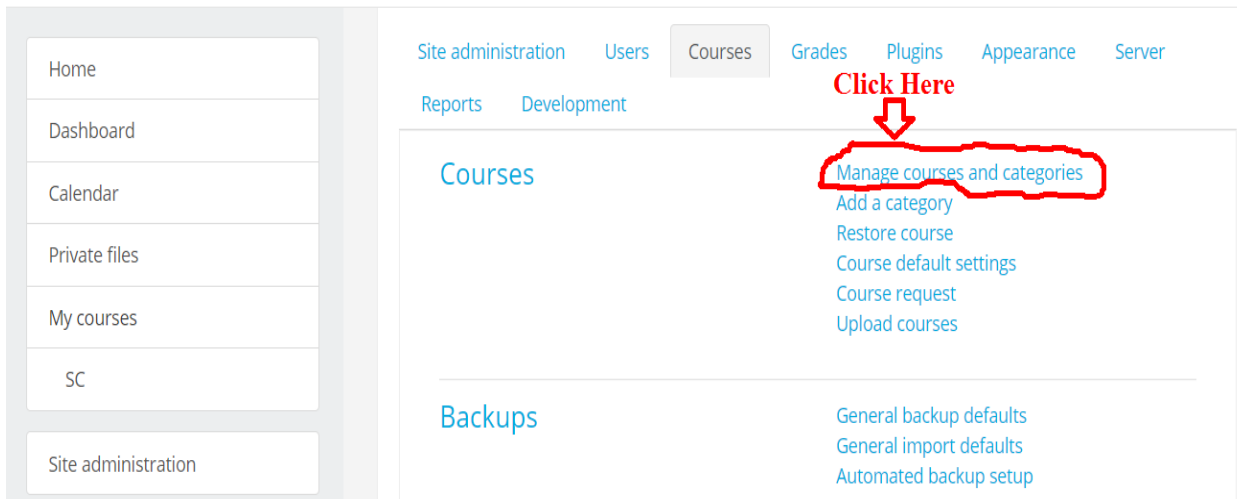 Home
Dashboard
Calendar
Private files
My courses
SC
Site administration
Site administration Users Courses Grades Plugins Appearance Server
Reports Development
Click Here
Courses
Manage courses and categories
Add a category
Restore course
Course default settings
Course request
Upload courses
Backups
General backup defaults
General import defaults
Automated backup setup